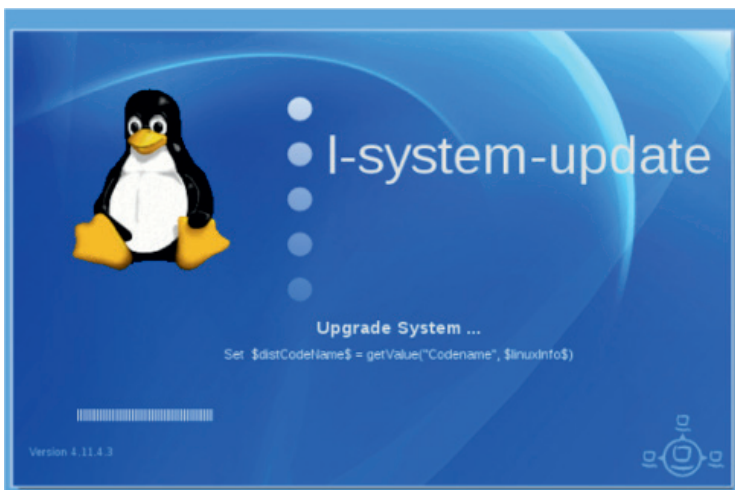 l-system-update
Upgrade System ...
Set $distCodeName$ = getValue("Codename", $linuxInfo$)
Version 4.11.4.3